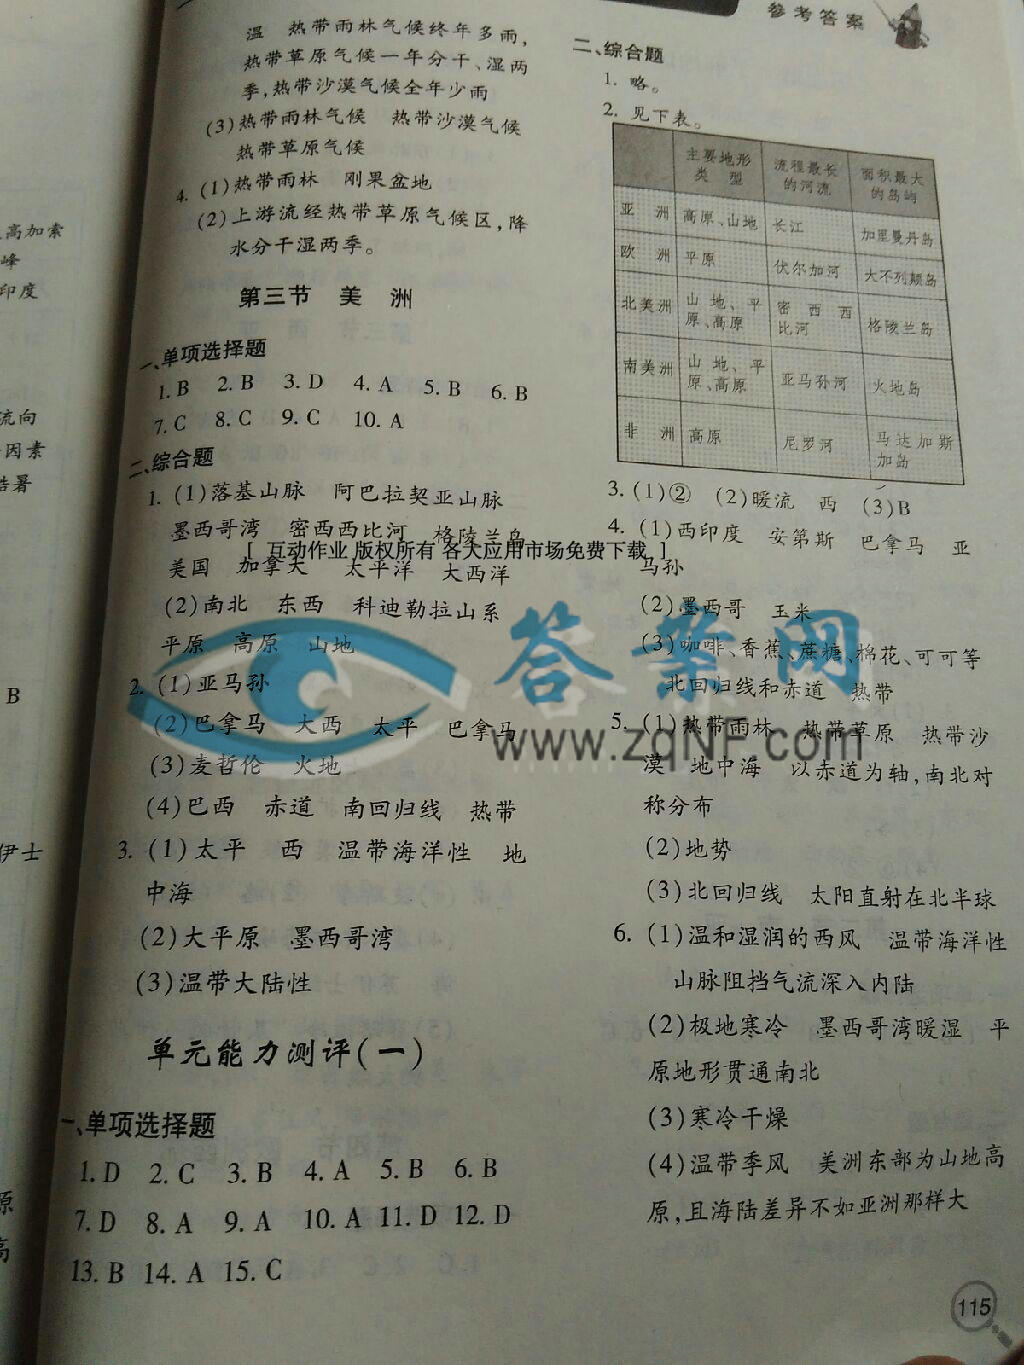 参考答案
温 热带雨林气候终年多雨,
热带草原气候一年分干、湿两
季,热带沙漠气候全年少雨
(3)热带雨林气候 热带沙漠气候
热带草原气候
4. (1)热带雨林 刚果盆地
(2)上游流经热带草原气候区,降
水分干湿两季。
第三节 美 洲
一、单项选择题
1. B 2. B 3. D 4. A 5. B 6. B
7. C 8. C 9. C 10. A
二、综合题
1. (1)落基山脉 阿巴拉契亚山脉
墨西哥湾 密西西比河 格陵兰岛
[ 互动作业 版权所有 各大应用市场免费下载 ]
美国 加拿大 太平洋 大西洋
(2)南北 东西 科迪勒拉山系
平原 高原 山地
2. (1)亚马孙
(2)巴拿马 大西 太平 巴拿马
(3)麦哲伦 火地
(4)巴西 赤道 南回归线 热带
3. (1)太平 西 温带海洋性 地
中海
(2)大平原 墨西哥湾
(3)温带大陆性
单元能力测评(一)
一、单项选择题
1. D 2. C 3. B 4. A 5. B 6. B
7. D 8. A 9. A 10. A 11. D 12. D
13. B 14. A 15. C
二、综合题
1. 略。
2. 见下表。
主要地形类 型 流程最长的河流 面积最大的岛屿
亚 洲 高原、山地 长江 加里曼丹岛
欧 洲 平原 伏尔加河 大不列颠岛
北美洲 山地、平原、高原 密西西比河 格陵兰岛
南美洲 山地、平原、高原 亚马孙河 火地岛
非 洲 高原 尼罗河 马达加斯加岛
3. (1)② (2)暖流 西 (3)B
4. (1)西印度 安第斯 巴拿马 亚
马孙
(2)墨西哥 玉米
(3)咖啡、香蕉、蔗糖、棉花、可可等
北回归线和赤道 热带
5. (1)热带雨林 热带草原 热带沙
漠 地中海 以赤道为轴,南北对
称分布
(2)地势
(3)北回归线 太阳直射在北半球
6. (1)温和湿润的西风 温带海洋性
山脉阻挡气流深入内陆
(2)极地寒冷 墨西哥湾暖湿 平
原地形贯通南北
(3)寒冷干燥
(4)温带季风 美洲东部为山地高
原,且海陆差异不如亚洲那样大
115
答案网
www.zqNF.com
高加索
峰
印度
流向
因素
酷暑
B
伊士
原
高